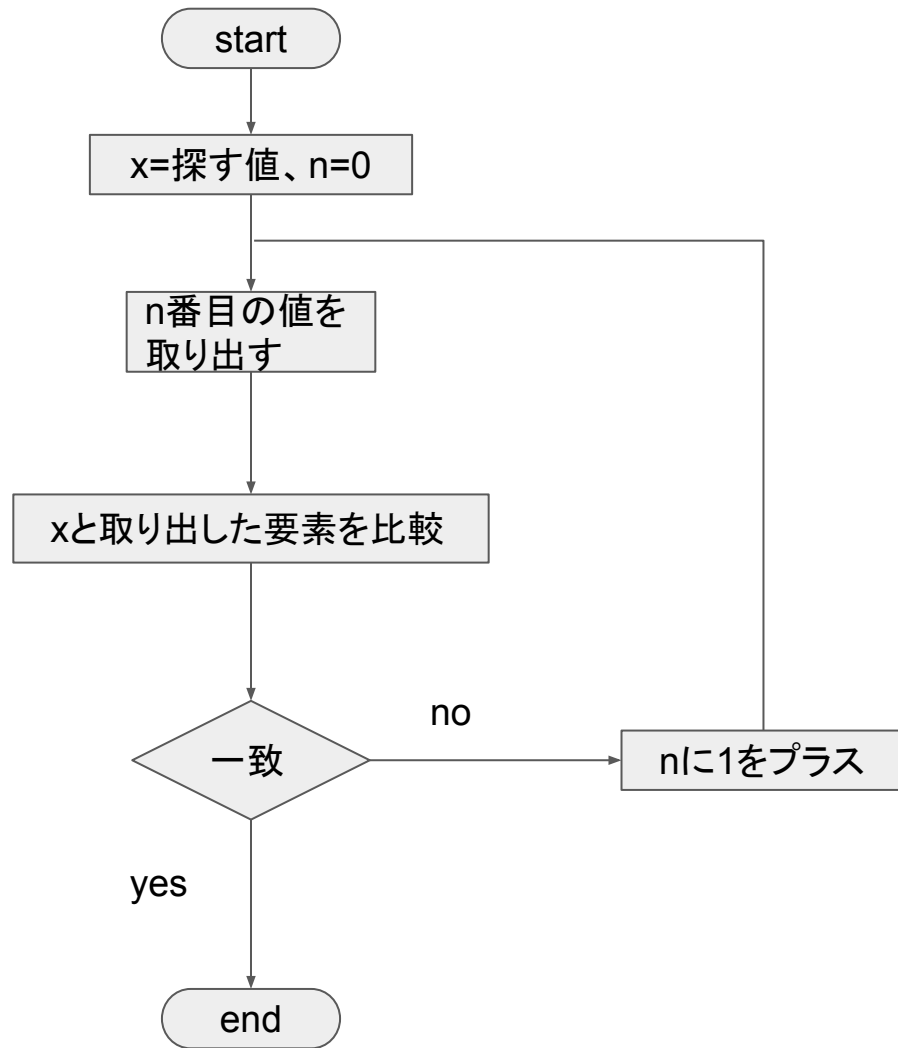 start
x=探す値、n=0
n番目の値を
取り出す
xと取り出した要素を比較
一致
no
nに1をプラス
yes
end